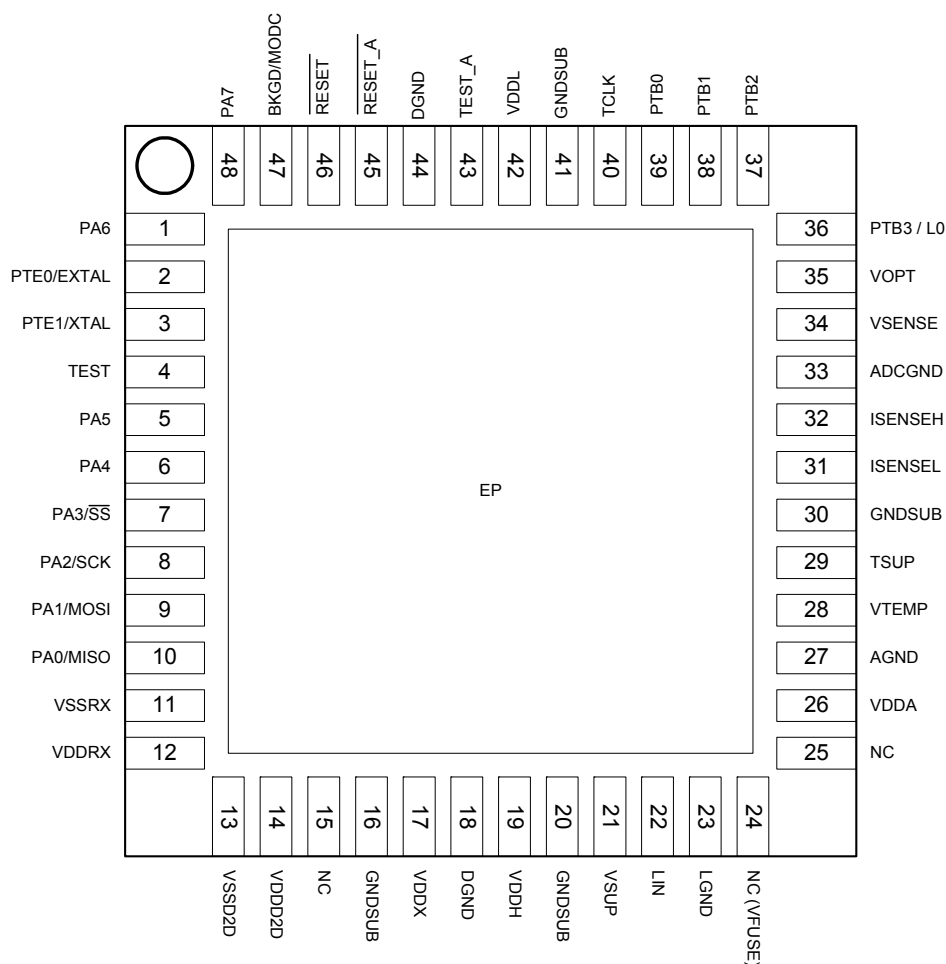 PA7
BKGD/MODC
RESET
RESET_A
DGND
TEST_A
VDDL
GNDSUB
TCLK
PTB0
PTB1
PTB2
48
47
46
45
44
43
42
41
40
39
38
37
PA6 1
PTE0/EXTAL 2
PTE1/XTAL 3
TEST 4
PA5 5
PA4 6
PA3/SS 7
PA2/SCK 8
PA1/MOSI 9
PA0/MISO 10
VSSRX 11
VDDRX 12
EP
36 PTB3 / L0
35 VOPT
34 VSENSE
33 ADCGND
32 ISENSEH
31 ISENSEL
30 GNDSUB
29 TSUP
28 VTEMP
27 AGND
26 VDDA
25 NC
13
14
15
16
17
18
19
20
21
22
23
24
VSSD2D
VDDD2D
NC
GNDSUB
VDDX
DGND
VDDH
GNDSUB
VSUP
LIN
LGND
NC (VFUSE)